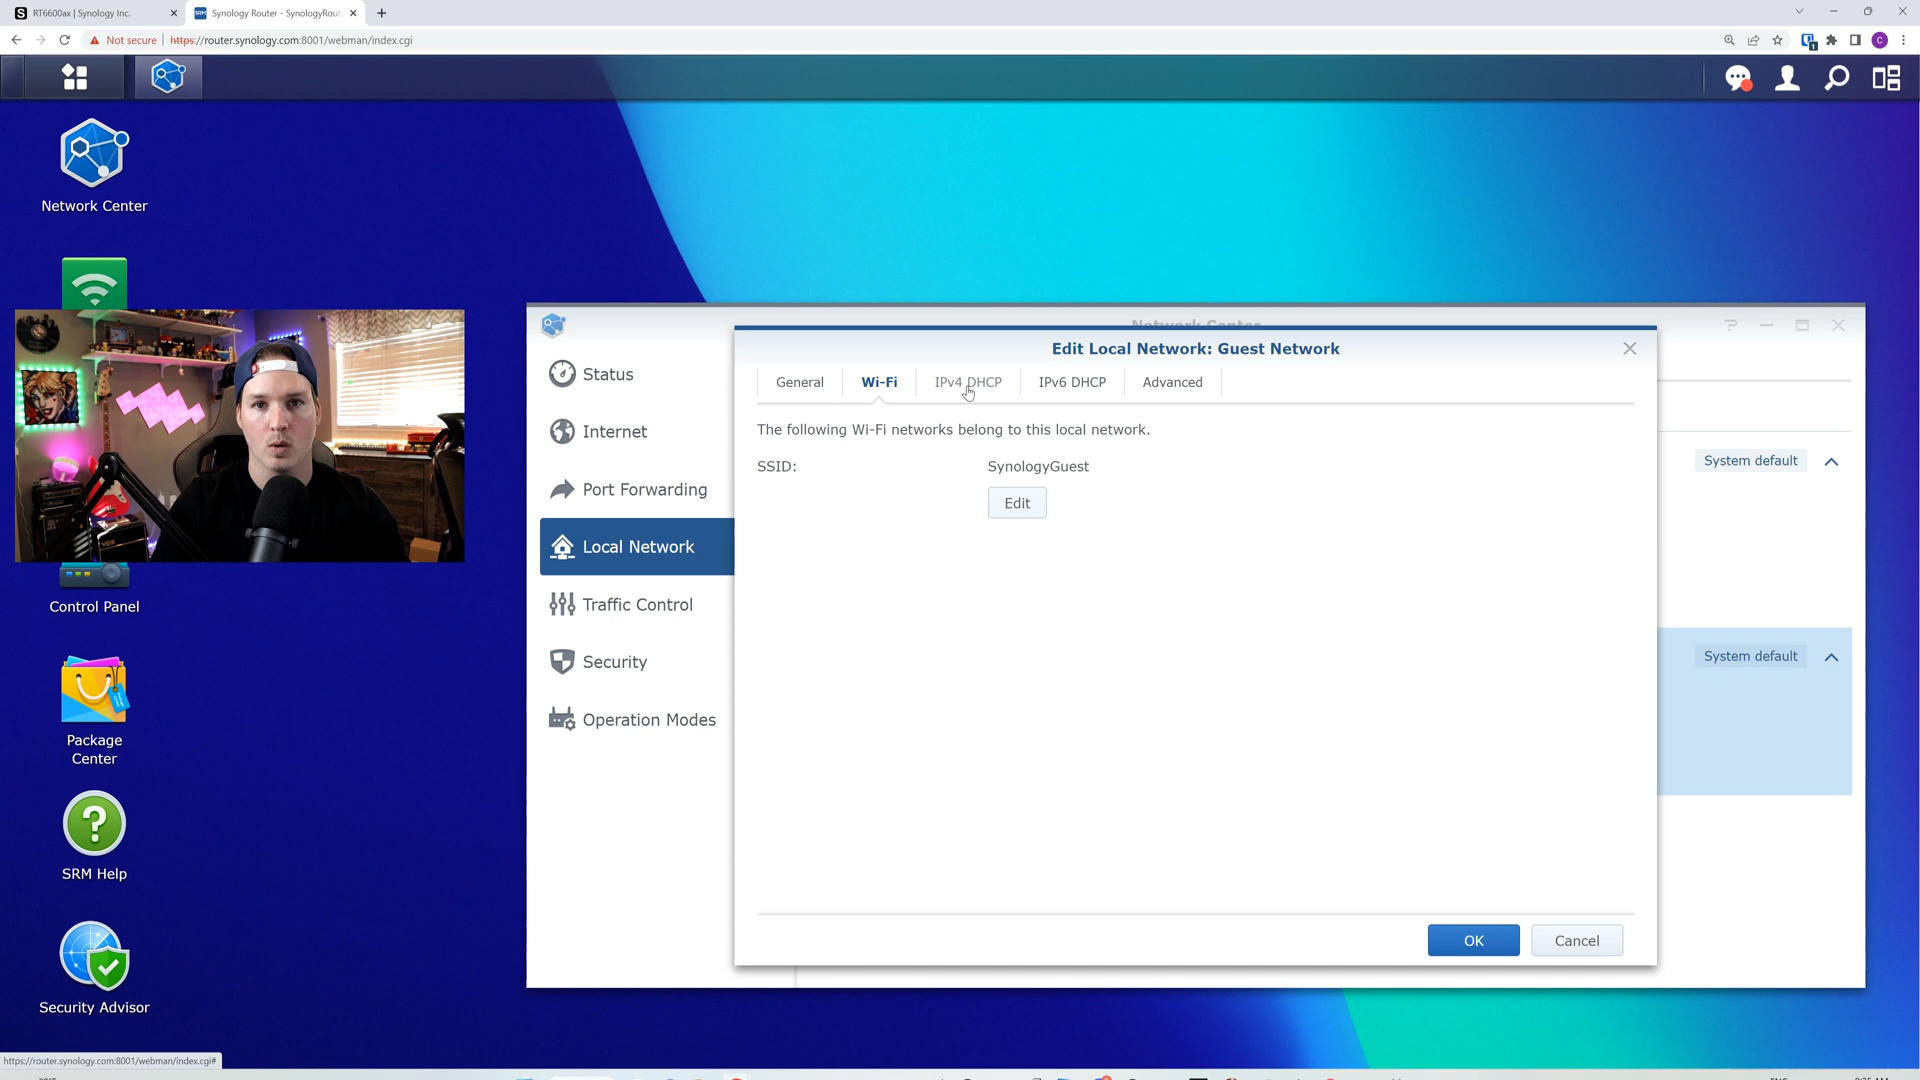 RT6600ax | Synology Inc.
Synology Router - SynologyRout
Not secure
https://router.synology.com:8001/webman/index.cgi
Network Center
Control Panel
Package
Center
SRM Help
Security Advisor
Network Center
Status
Internet
Port Forwarding
Local Network
Traffic Control
Security
Operation Modes
Edit Local Network: Guest Network
General
Wi-Fi
IPv4 DHCP
IPv6 DHCP
Advanced
The following Wi-Fi networks belong to this local network.
SSID:
SynologyGuest
Edit
System default
System default
OK
Cancel
https://router.synology.com:8001/webman/index.cgi#